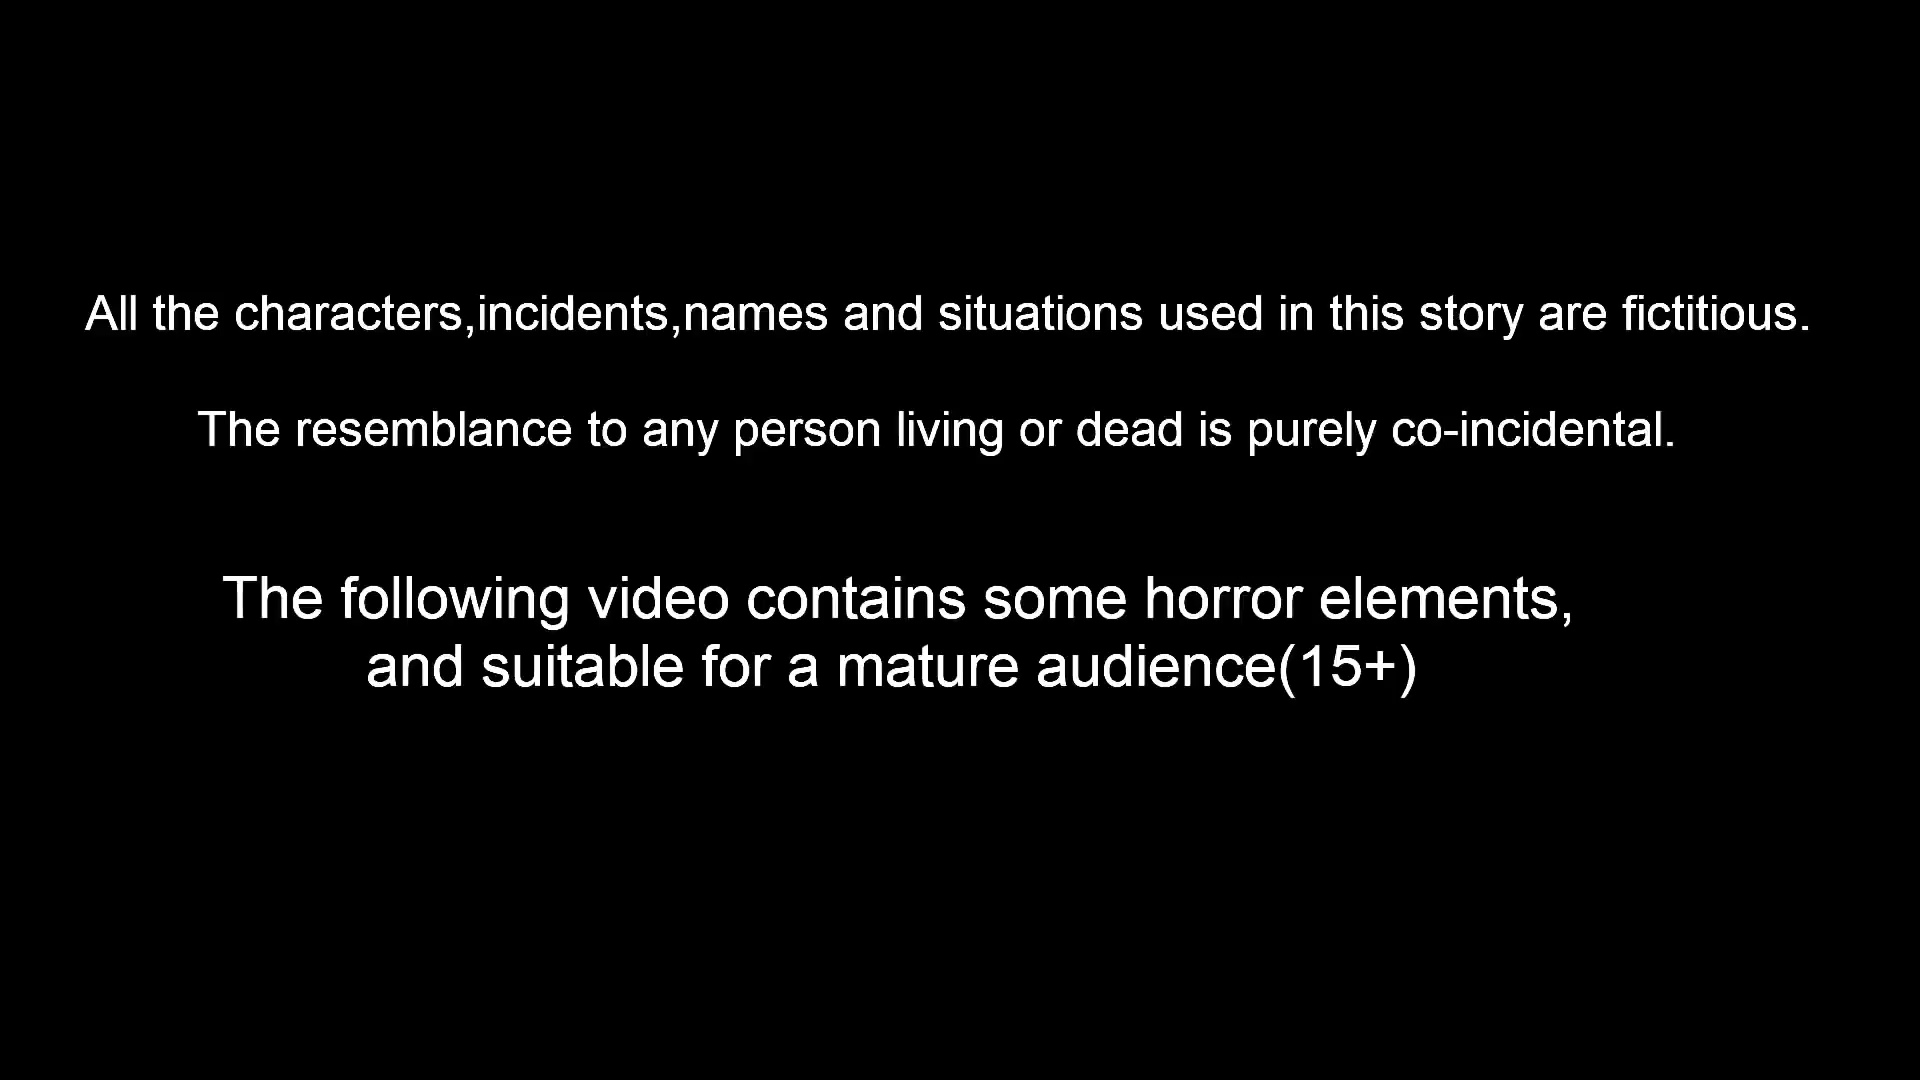 All the characters,incidents,names and situations used in this story are fictitious.
The resemblance to any person living or dead is purely co-incidental.
The following video contains some horror elements,
and suitable for a mature audience(15+)